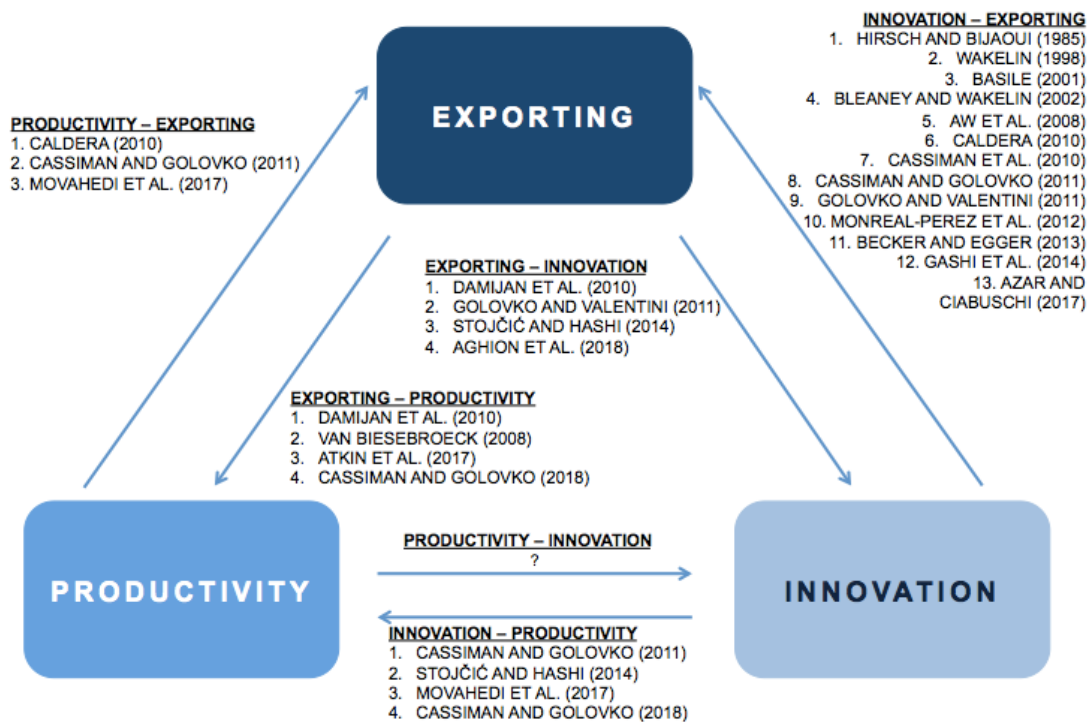 INNOVATION – EXPORTING
1. HIRSCH AND BIJAOUI (1985)
2. WAKELIN (1998)
3. BASILE (2001)
4. BLEANEY AND WAKELIN (2002)
5. AW ET AL. (2008)
6. CALDERA (2010)
7. CASSIMAN ET AL. (2010)
8. CASSIMAN AND GOLOVKO (2011)
9. GOLOVKO AND VALENTINI (2011)
10. MONREAL-PEREZ ET AL. (2012)
11. BECKER AND EGGER (2013)
12. GASHI ET AL. (2014)
13. AZAR AND
CIABUSCHI (2017)
EXPORTING
PRODUCTIVITY – EXPORTING
1. CALDERA (2010)
2. CASSIMAN AND GOLOVKO (2011)
3. MOVAHEDI ET AL. (2017)
EXPORTING – INNOVATION
1. DAMIJAN ET AL. (2010)
2. GOLOVKO AND VALENTINI (2011)
3. STOJČIĆ AND HASHI (2014)
4. AGHION ET AL. (2018)
EXPORTING – PRODUCTIVITY
1. DAMIJAN ET AL. (2010)
2. VAN BIESEBROECK (2008)
3. ATKIN ET AL. (2017)
4. CASSIMAN AND GOLOVKO (2018)
PRODUCTIVITY
PRODUCTIVITY – INNOVATION
?
INNOVATION
INNOVATION – PRODUCTIVITY
1. CASSIMAN AND GOLOVKO (2011)
2. STOJČIĆ AND HASHI (2014)
3. MOVAHEDI ET AL. (2017)
4. CASSIMAN AND GOLOVKO (2018)